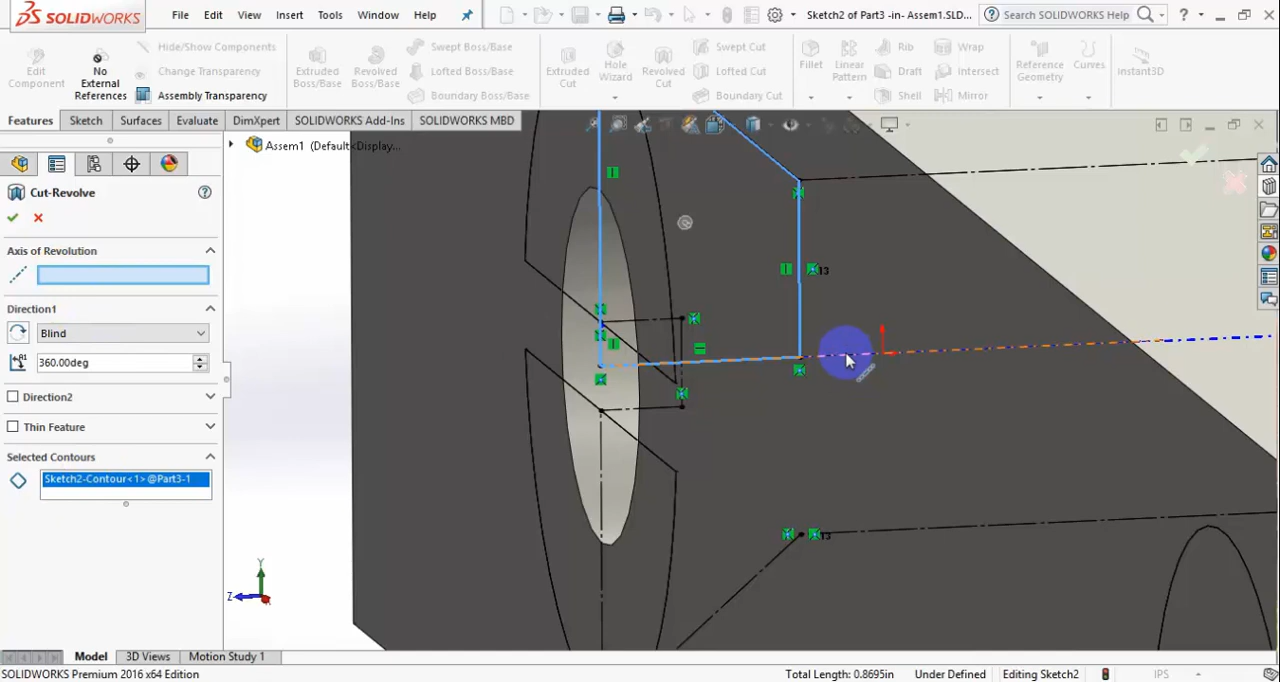 SOLIDWORKS File Edit View Insert Tools Window Help Sketch2 of Part3 -in- Assem1.SLD... Search SOLIDWORKS Help ?
Edit Component
No External References
Hide/Show Components
Change Transparency
Assembly Transparency
Extruded Boss/Base
Revolved Boss/Base
Swept Boss/Base
Lofted Boss/Base
Boundary Boss/Base
Extruded Cut
Hole Wizard
Revolved Cut
Swept Cut
Lofted Cut
Boundary Cut
Fillet
Linear Pattern
Rib
Draft
Shell
Wrap
Intersect
Mirror
Reference Geometry
Curves
Instant3D
Features Sketch Surfaces Evaluate DimXpert SOLIDWORKS Add-Ins SOLIDWORKS MBD
Assem1 (Default<Display...
Cut-Revolve
Axis of Revolution
Direction1
Blind
360.00deg
Direction2
Thin Feature
Selected Contours
Sketch2-Contour<1>@Part3-1
13
13
Y
Z
Model 3D Views Motion Study 1
SOLIDWORKS Premium 2016 x64 Edition Total Length: 0.8695in Under Defined Editing Sketch2 IPS